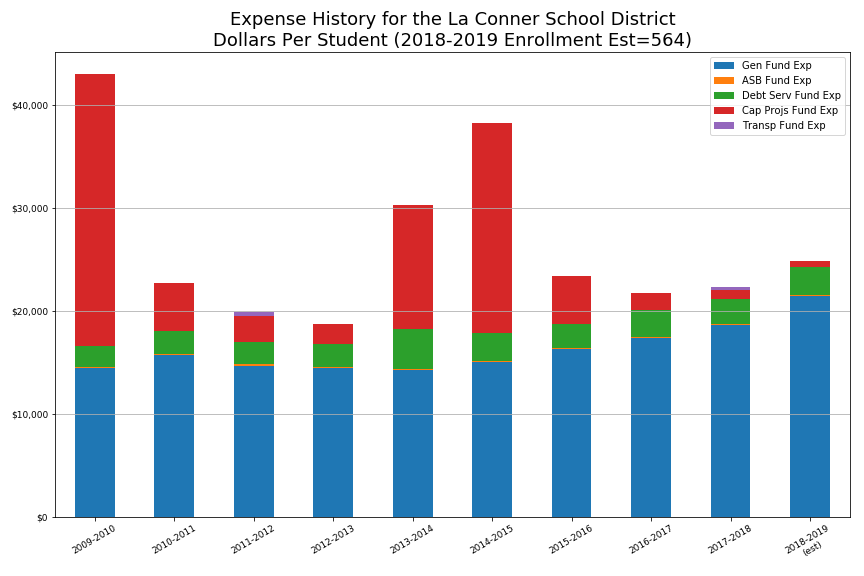 Expense History for the La Conner School District
Dollars Per Student (2018-2019 Enrollment Est=564)
Gen Fund Exp
ASB Fund Exp
Debt Serv Fund Exp
Cap Projs Fund Exp
Transp Fund Exp
$40,000
$30,000
$20,000
$10,000
$0
2009-2010
2010-2011
2011-2012
2012-2013
2013-2014
2014-2015
2015-2016
2016-2017
2017-2018
2018-2019
(est)